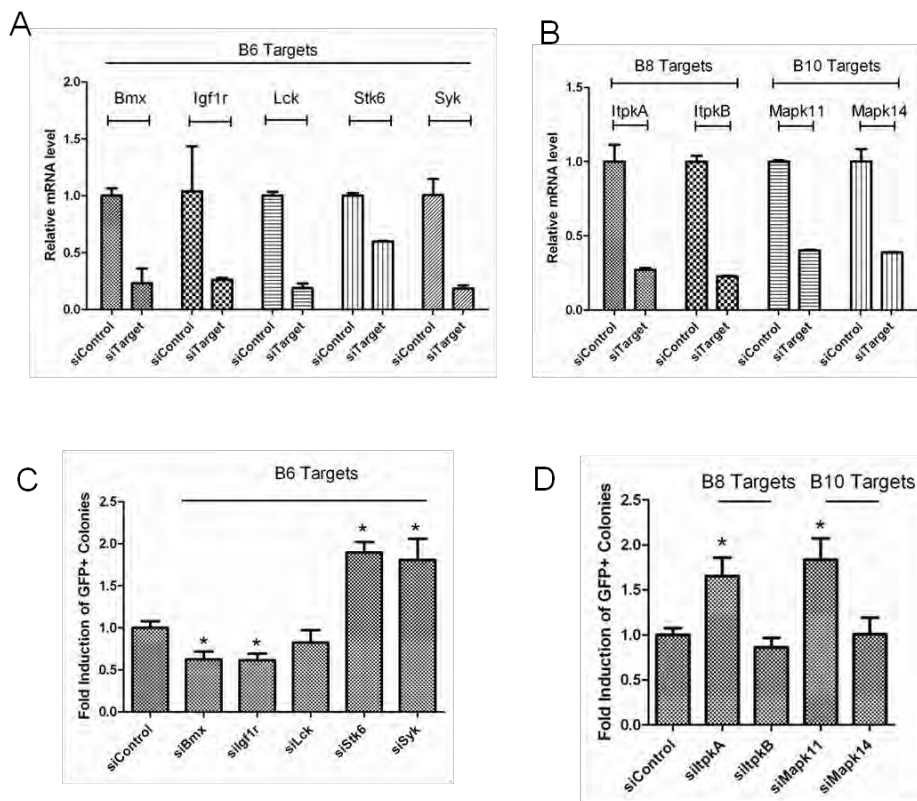 A
B6 Targets
Bmx Igf1r Lck Stk6 Syk
Relative mRNA level
2.0
1.5
1.0
0.5
0.0
siControl siTarget siControl siTarget siControl siTarget siControl siTarget siControl siTarget
B
B8 Targets B10 Targets
ItpkA ItpkB Mapk11 Mapk14
Relative mRNA level
1.5
1.0
0.5
0.0
siControl siTarget siControl siTarget siControl siTarget siControl siTarget
C
B6 Targets
Fold Induction of GFP+ Colonies
2.5
2.0
1.5
1.0
0.5
0.0
* * * *
siControl siBmx siIgf1r siLck siStk6 siSyk
D
B8 Targets B10 Targets
Fold Induction of GFP+ Colonies
2.5
2.0
1.5
1.0
0.5
0.0
* *
siControl siItpkA siItpkB siMapk11 siMapk14